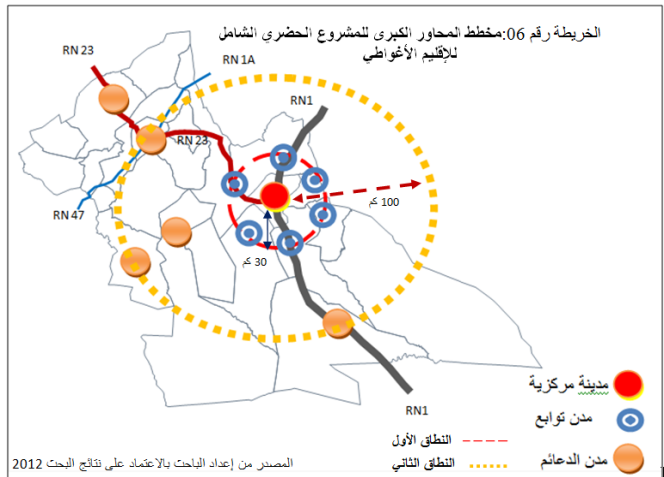 الخريطة رقم 06:مخطط المحاور الكبرى للمشروع الحضري الشامل
للإقليم الأغواطي
RN 23
RN 1A
RN1
RN 23
100 كم
RN 47
30 كم
RN1
مدينة مركزية
مدن توابع
النطاق الأول
مدن الدعائم
النطاق الثاني
المصدر من إعداد الباحث بالاعتماد على نتائج البحث 2012